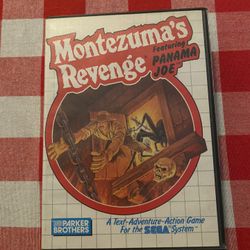 Montezuma's
Revenge
Featuring
PANAMA
JOE
PARKER
BROTHERS
A Text-Adventure-Action Game
For the SEGA System